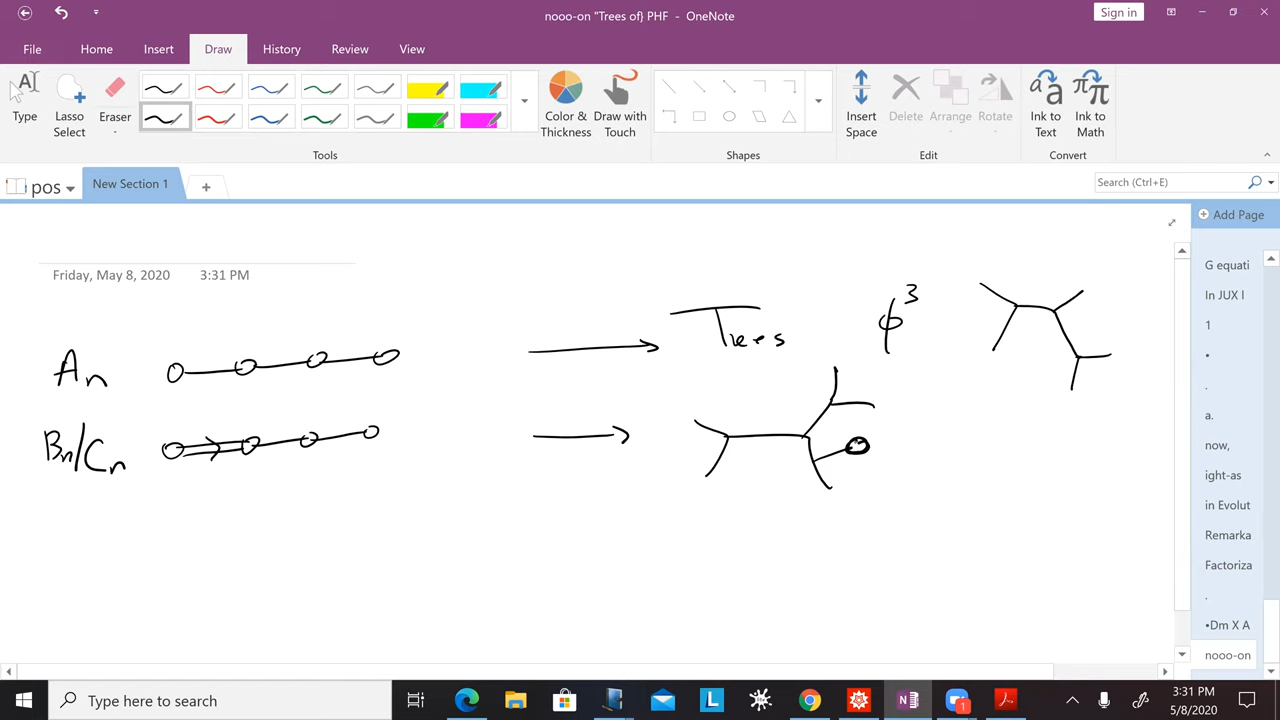 nooo-on "Trees of} PHF - OneNote
Sign in
File Home Insert Draw History Review View
Type
Lasso Select
Eraser
Color & Thickness
Draw with Touch
Insert Space
Delete
Arrange
Rotate
Ink to Text
Ink to Math
Tools
Shapes
Edit
Convert
pos
New Section 1
+
Search (Ctrl+E)
Add Page
Friday, May 8, 2020 3:31 PM
Trees ϕ³
Aₙ
Bₙ/Cₙ
G equati
In JUX l
1
•
.
a.
now,
ight-as
in Evolut
Remarka
Factoriza
.
•Dm X A
nooo-on
Type here to search
1
3:31 PM
5/8/2020